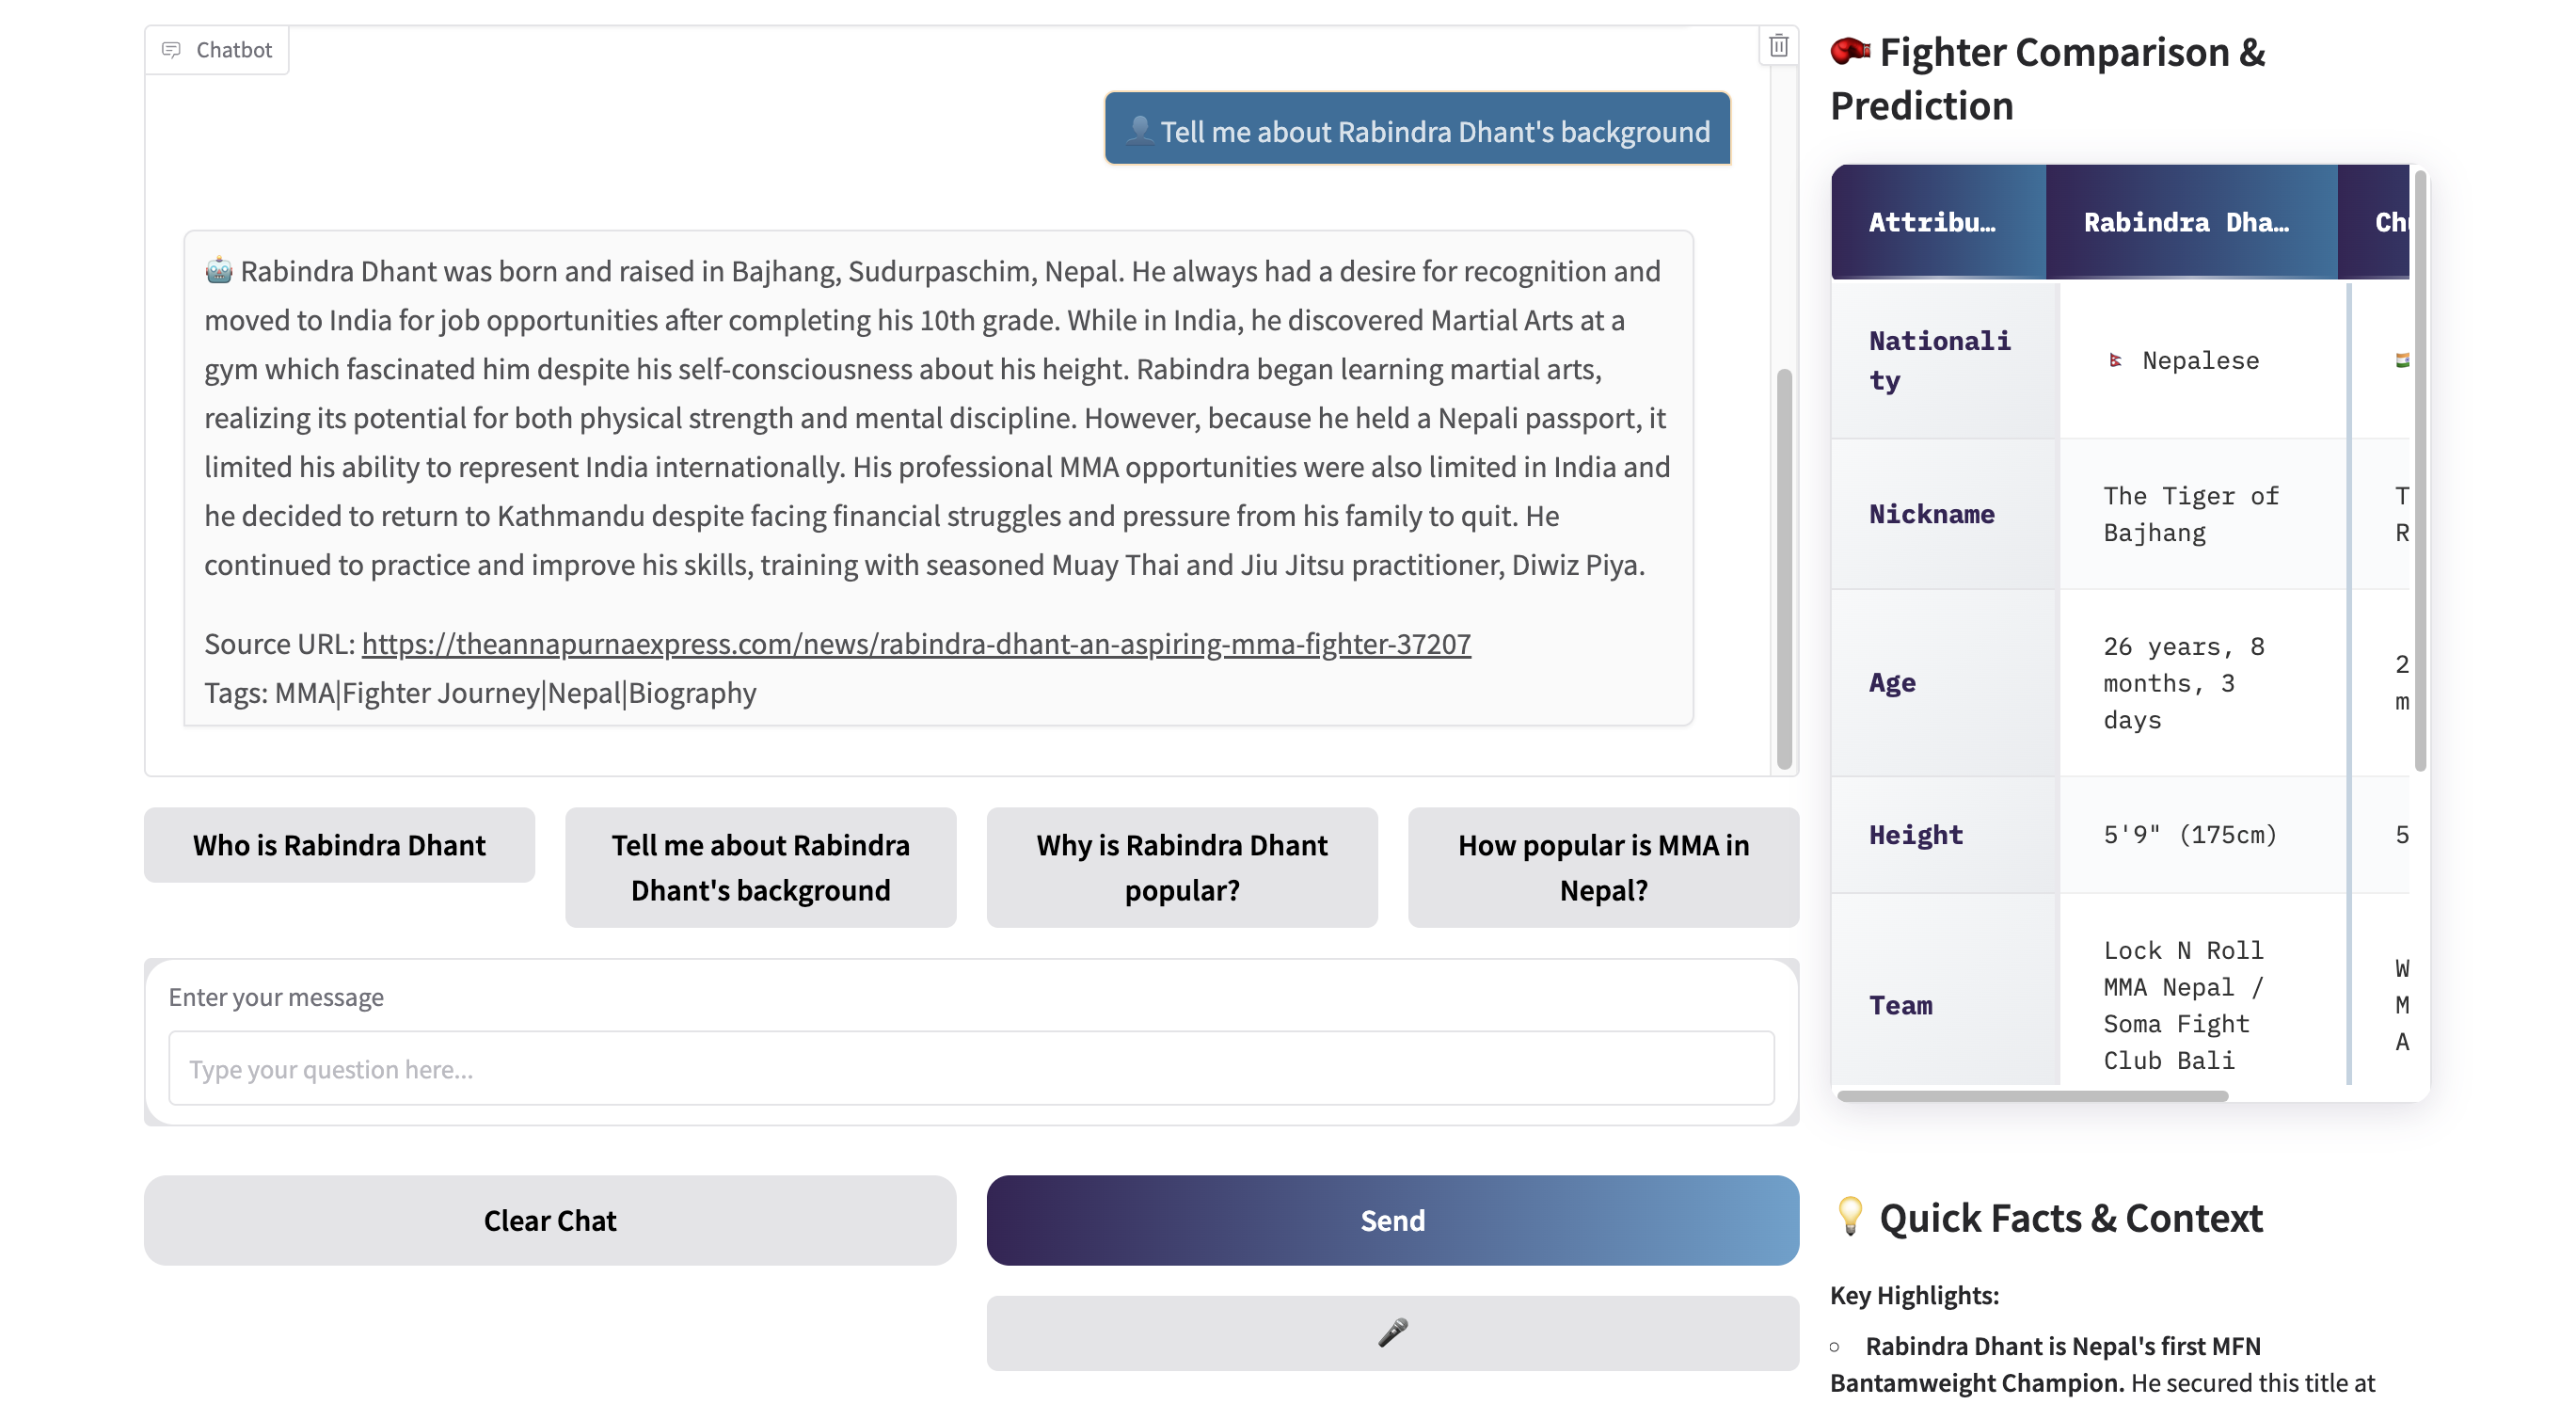 Chatbot
Tell me about Rabindra Dhant's background
Rabindra Dhant was born and raised in Bajhang, Sudurpaschim, Nepal. He always had a desire for recognition and
moved to India for job opportunities after completing his 10th grade. While in India, he discovered Martial Arts at a
gym which fascinated him despite his self-consciousness about his height. Rabindra began learning martial arts,
realizing its potential for both physical strength and mental discipline. However, because he held a Nepali passport, it
limited his ability to represent India internationally. His professional MMA opportunities were also limited in India and
he decided to return to Kathmandu despite facing financial struggles and pressure from his family to quit. He
continued to practice and improve his skills, training with seasoned Muay Thai and Jiu Jitsu practitioner, Diwiz Piya.
Source URL: https://theannapurnaexpress.com/news/rabindra-dhant-an-aspiring-mma-fighter-37207
Tags: MMA|Fighter Journey|Nepal|Biography
Who is Rabindra Dhant
Tell me about Rabindra
Dhant's background
Why is Rabindra Dhant
popular?
How popular is MMA in
Nepal?
Enter your message
Type your question here...
Clear Chat
Send
Fighter Comparison &
Prediction
Attribu…
Rabindra Dha…
Nationali
ty
Nepalese
Nickname
The Tiger of
Bajhang
T
R
Age
26 years, 8
months, 3
days
2
m
Height
5'9" (175cm)
5
Team
Lock N Roll
MMA Nepal /
Soma Fight
Club Bali
W
M
A
Quick Facts & Context
Key Highlights:
Rabindra Dhant is Nepal's first MFN
Bantamweight Champion. He secured this title at